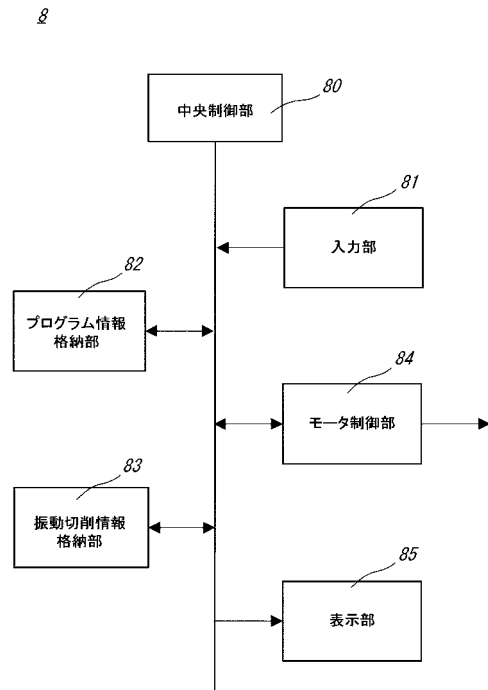 8
80
中央制御部
81
入力部
82
プログラム情報
格納部
84
モータ制御部
83
振動切削情報
格納部
85
表示部